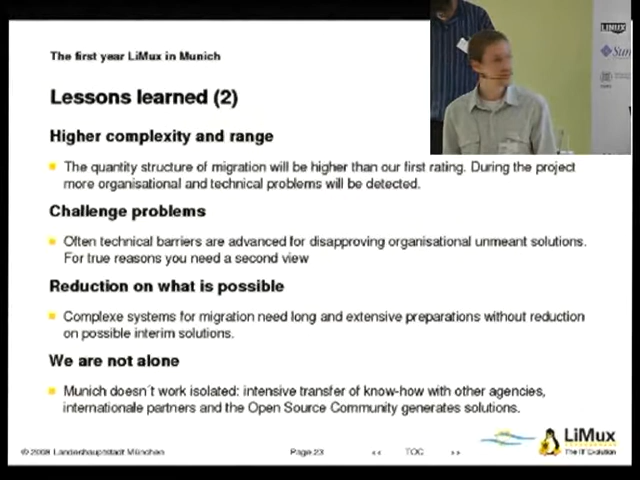 The first year LiMux in Munich
LINUX
Sun
Lessons learned (2)
Higher complexity and range
The quantity structure of migration will be higher than our first rating. During the project
more organisational and technical problems will be detected.
Challenge problems
Often technical barriers are advanced for disapproving organisational unmeant solutions.
For true reasons you need a second view
Reduction on what is possible
Complexe systems for migration need long and extensive preparations without reduction
on possible interim solutions.
We are not alone
Munich doesn´t work isolated: intensive transfer of know-how with other agencies,
internationale partners and the Open Source Community generates solutions.
LiMux
The IT Evolution
© 2008 Landeshauptstadt München Page 23 << TOC >>